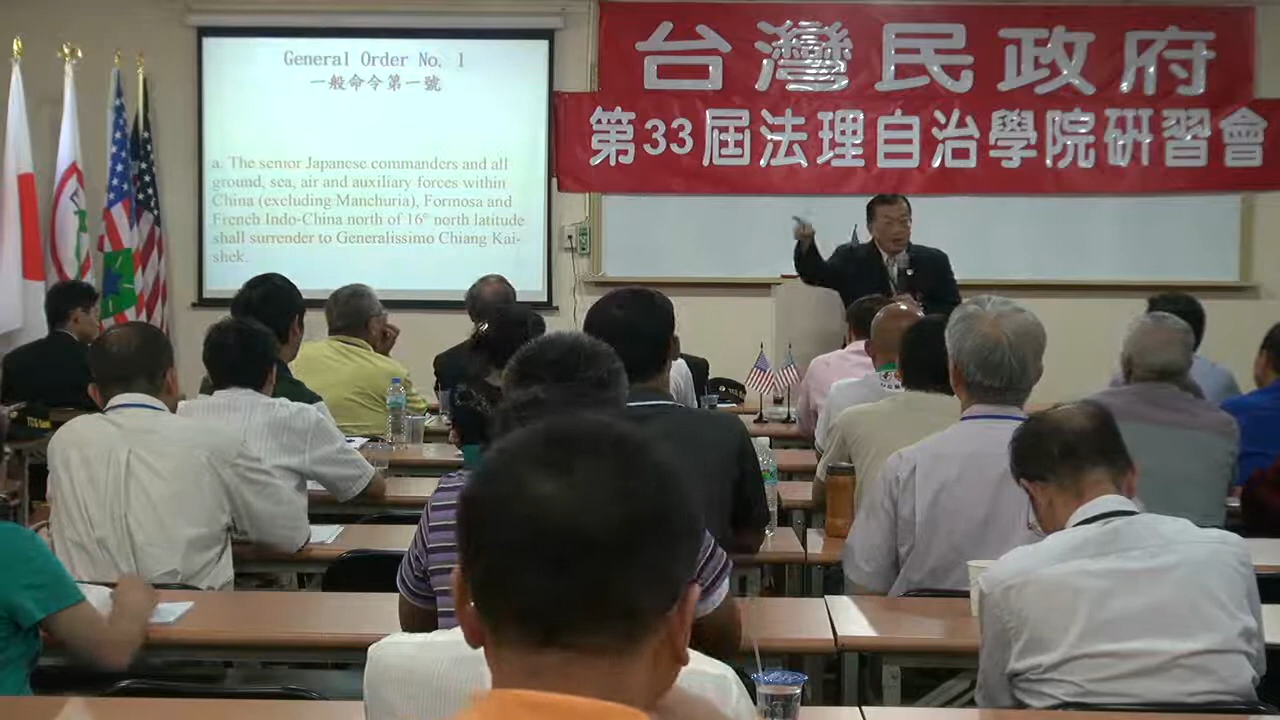 General Order No. 1
一般命令第一號
a. The senior Japanese commanders and all
ground, sea, air and auxiliary forces within
China (excluding Manchuria), Formosa and
French Indo-China north of 16° north latitude
shall surrender to Generalissimo Chiang Kai-
shek.
台灣民政府
第33屆法理自治學院研習會